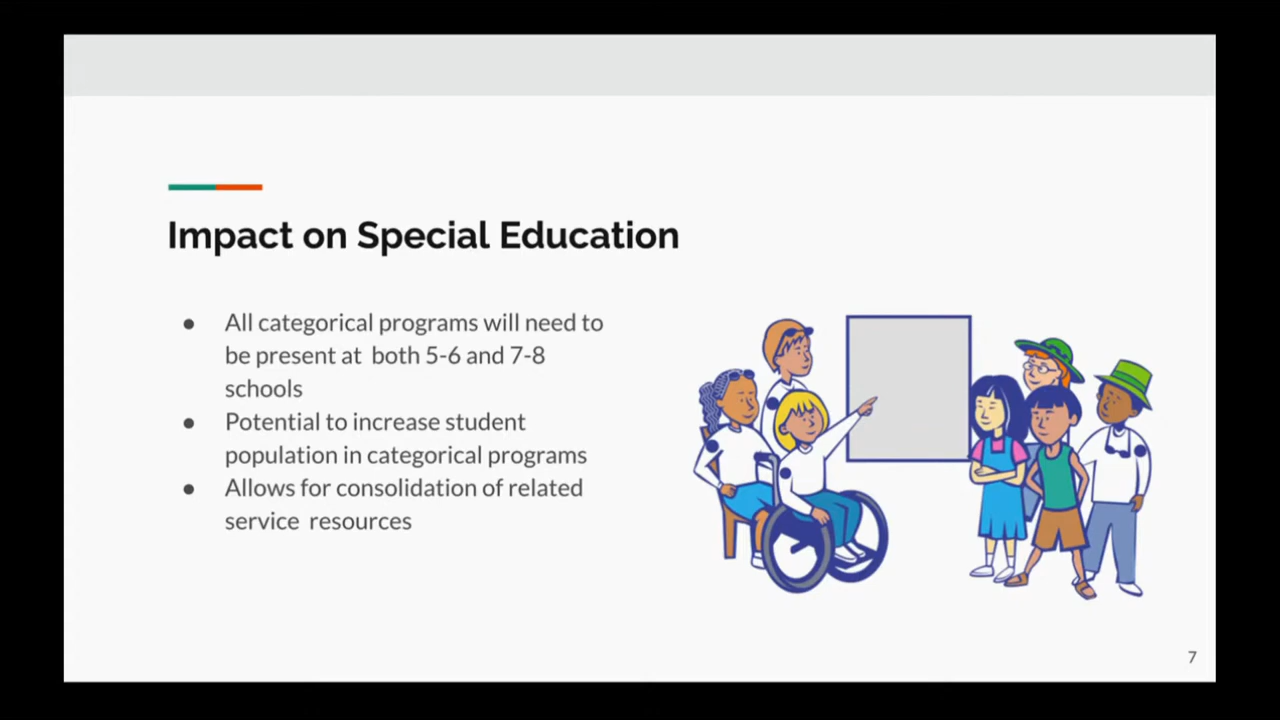 Impact on Special Education
● All categorical programs will need to
be present at both 5-6 and 7-8
schools
● Potential to increase student
population in categorical programs
● Allows for consolidation of related
service resources
7